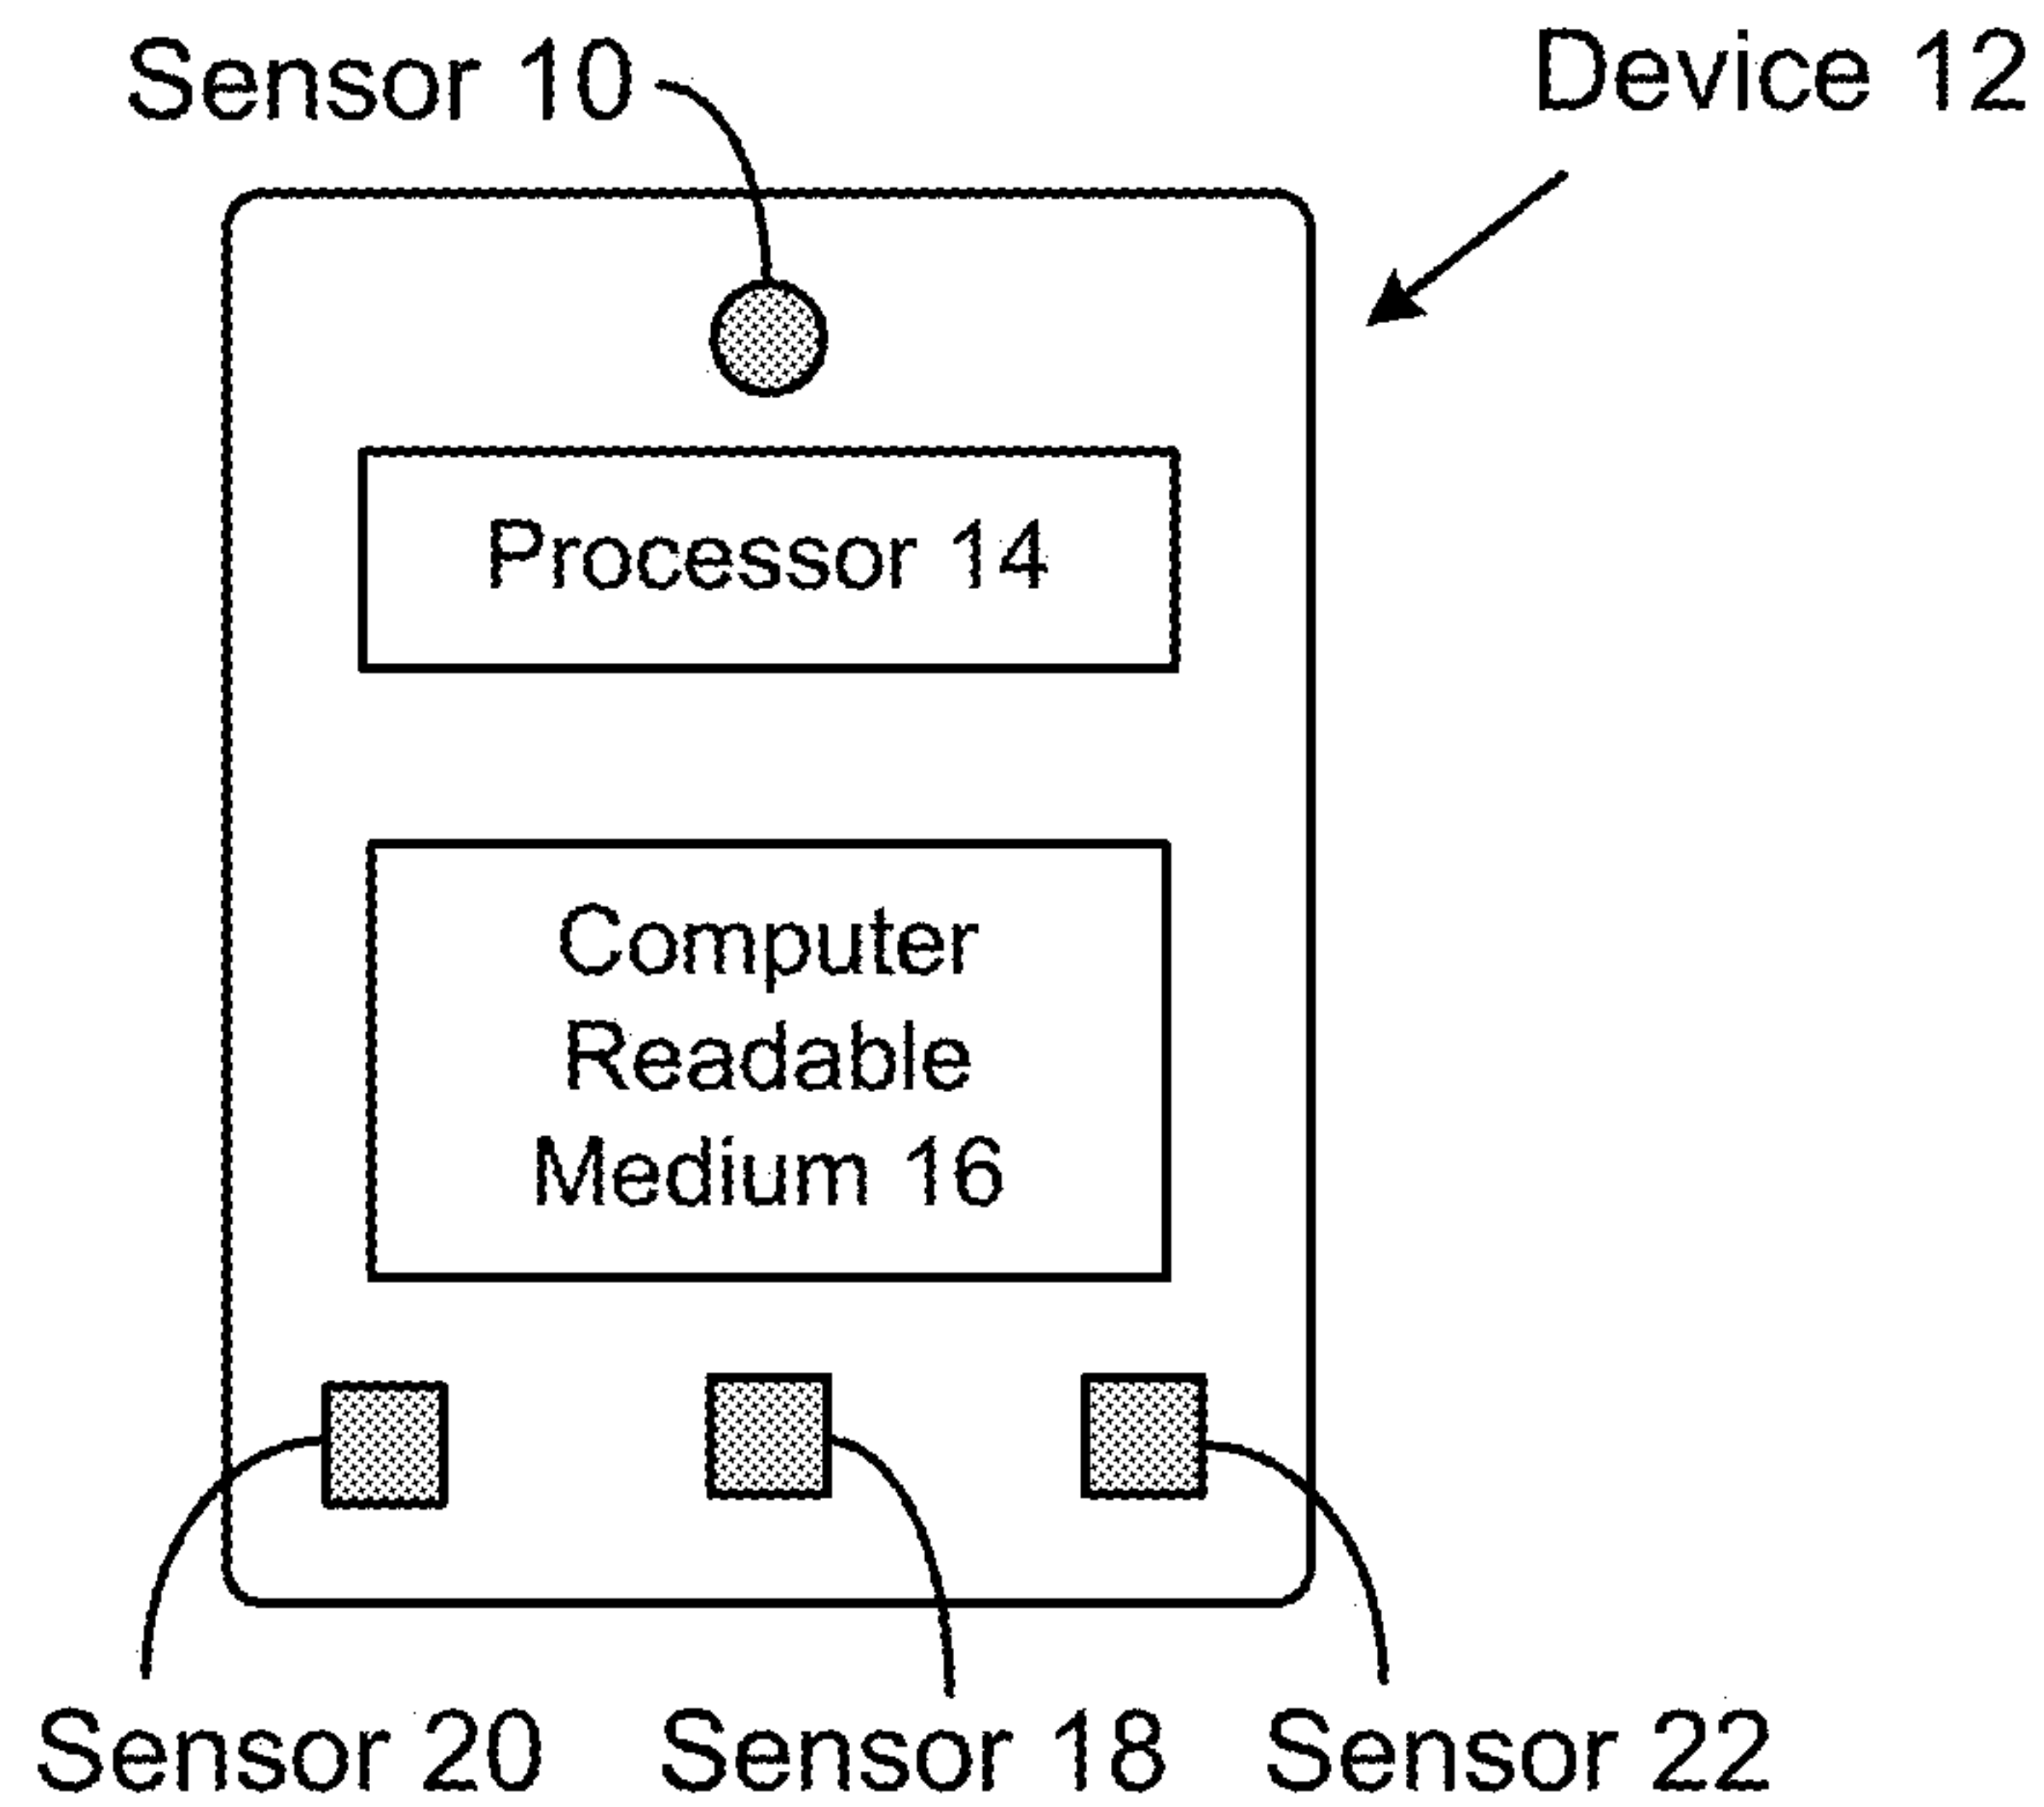 Sensor 10
Device 12
Processor 14
Computer
Readable
Medium 16
Sensor 20
Sensor 18
Sensor 22